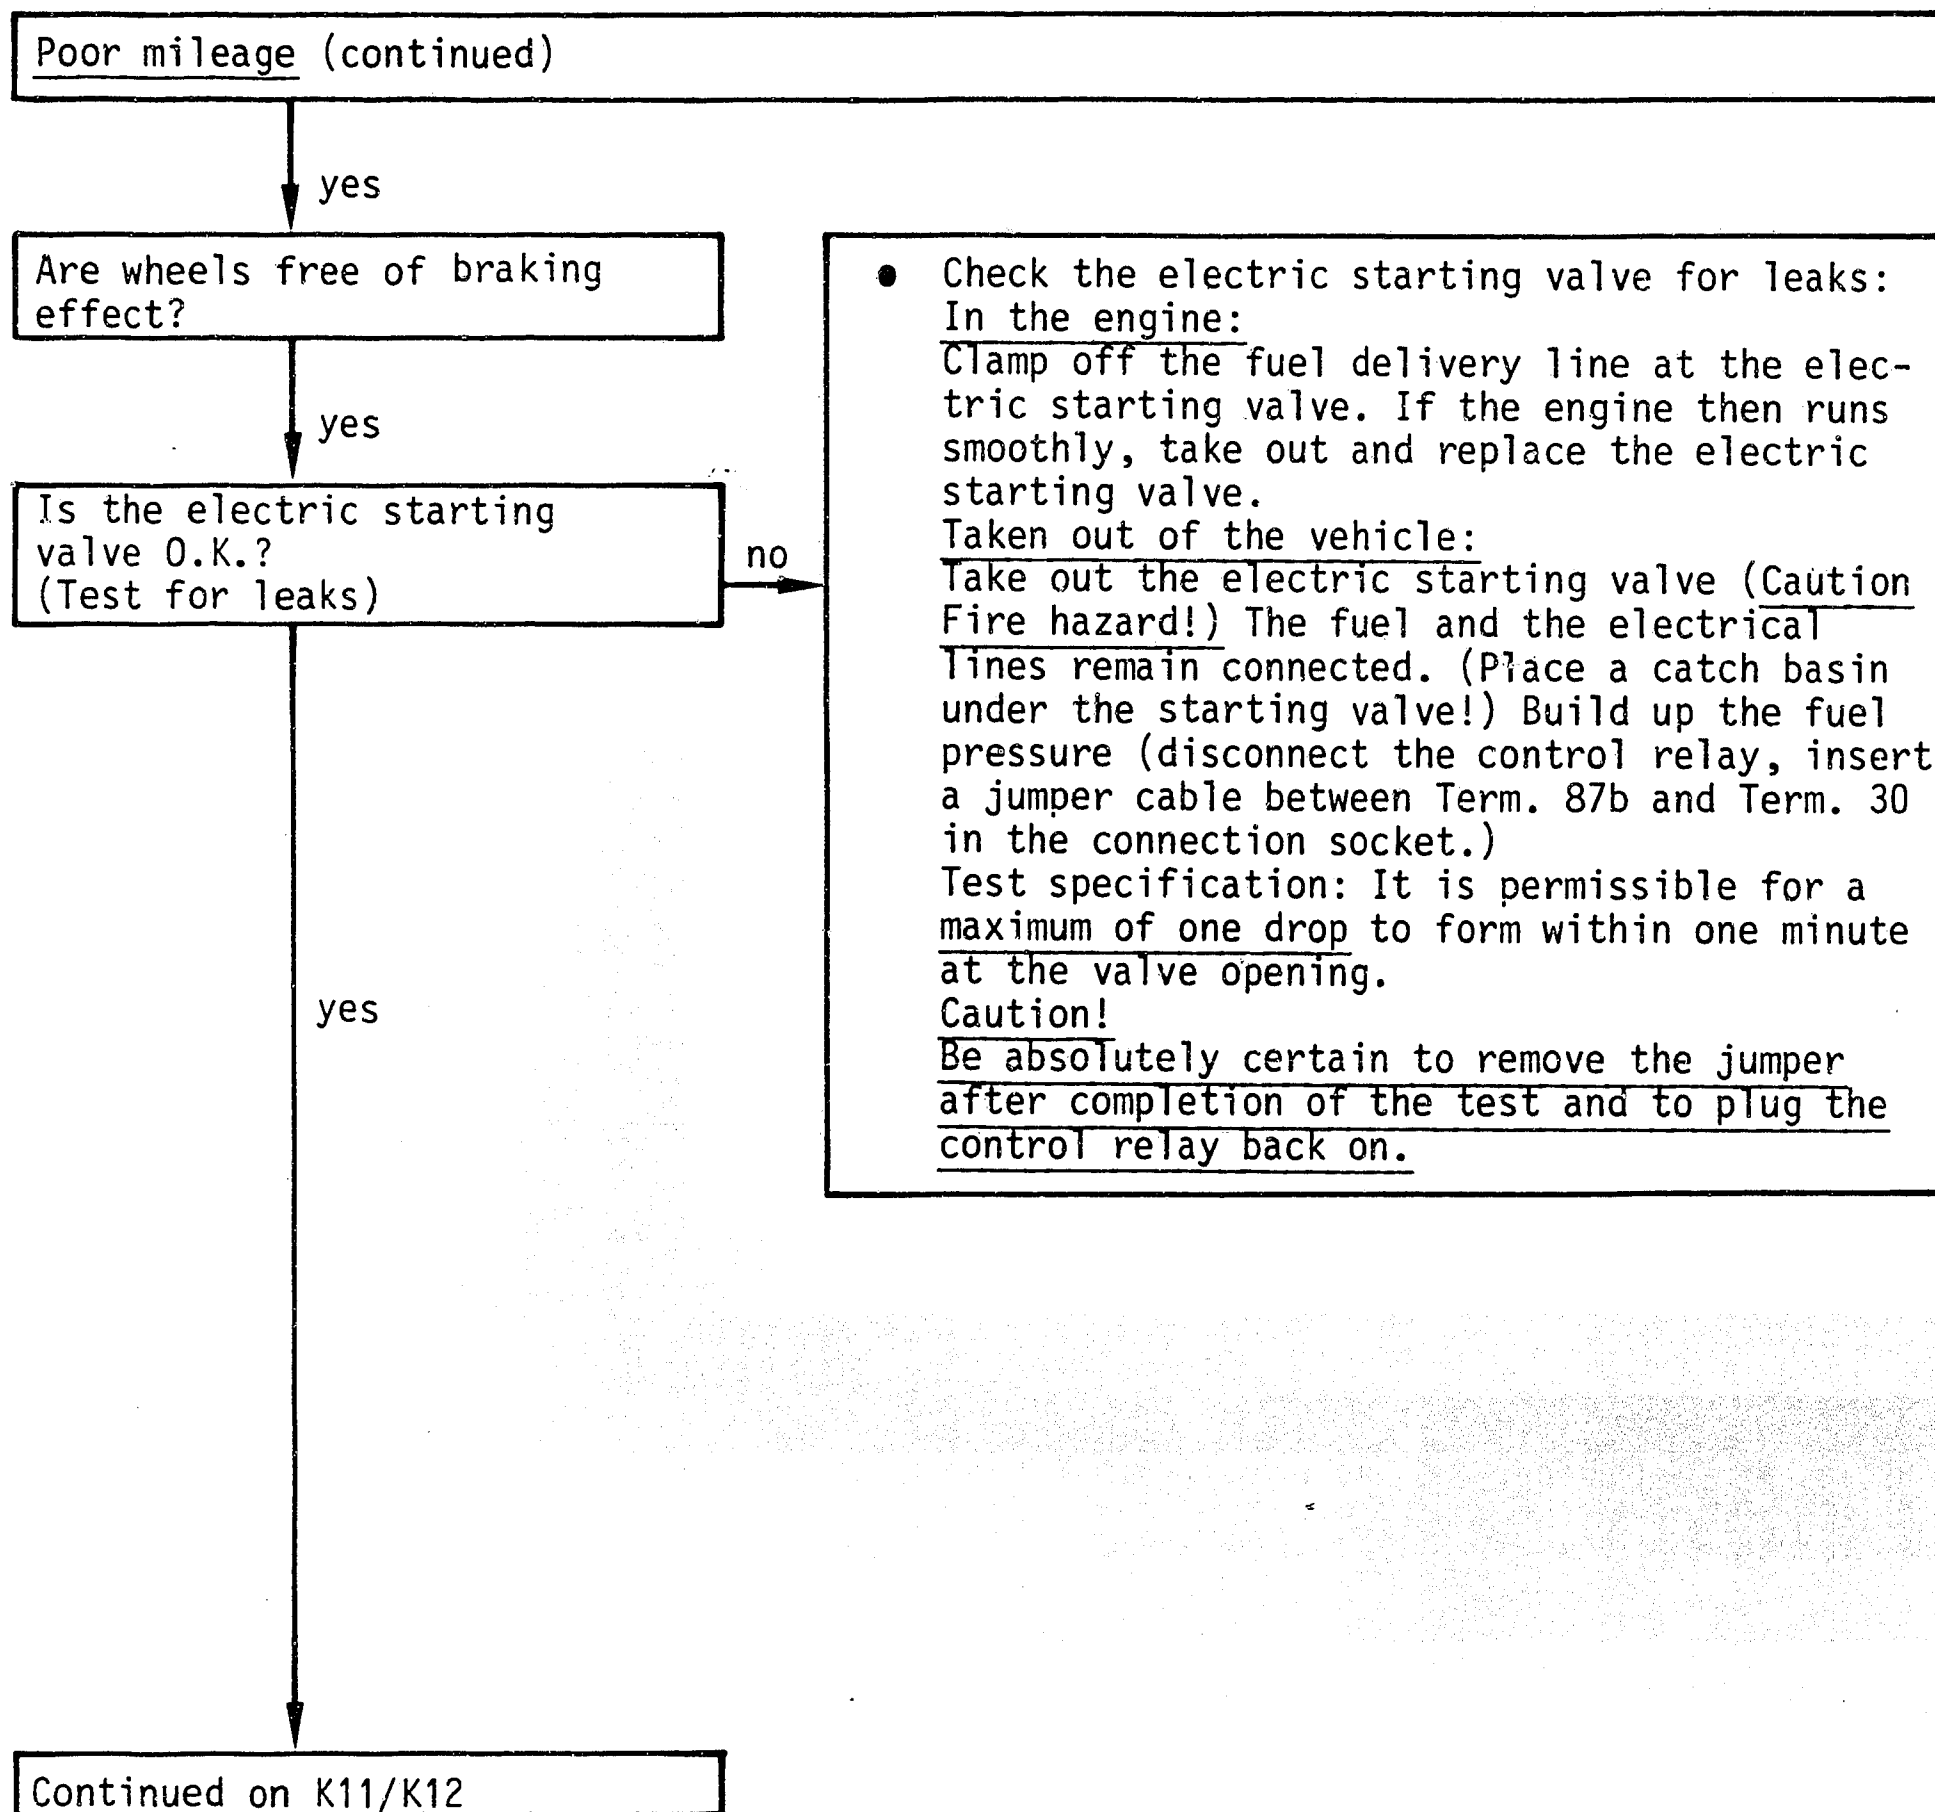 Poor mileage (continued)
yes
Are wheels free of braking
effect?
yes
Is the electric starting
valve O.K.?
(Test for leaks)
no
● Check the electric starting valve for leaks:
In the engine:
Clamp off the fuel delivery line at the elec-
tric starting valve. If the engine then runs
smoothly, take out and replace the electric
starting valve.
Taken out of the vehicle:
Take out the electric starting valve (Caution
Fire hazard!) The fuel and the electrical
lines remain connected. (Place a catch basin
under the starting valve!) Build up the fuel
pressure (disconnect the control relay, insert
a jumper cable between Term. 87b and Term. 30
in the connection socket.)
Test specification: It is permissible for a
maximum of one drop to form within one minute
at the valve opening.
Caution!
Be absolutely certain to remove the jumper
after completion of the test and to plug the
control relay back on.
yes
Continued on K11/K12